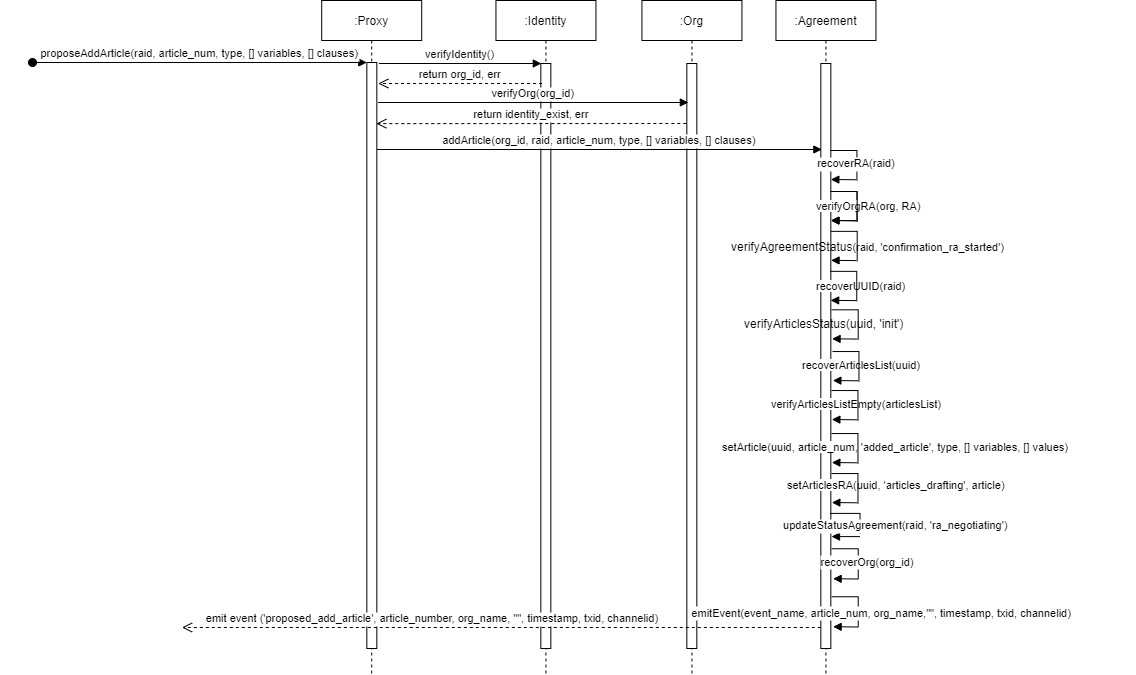 :Proxy
:Identity
:Org
:Agreement
proposeAddArticle(raid, article_num, type, [] variables, [] clauses)
verifyIdentity()
return org_id, err
verifyOrg(org_id)
return identity_exist, err
addArticle(org_id, raid, article_num, type, [] variables, [] clauses)
recoverRA(raid)
verifyOrgRA(org, RA)
verifyAgreementStatus(raid, 'confirmation_ra_started')
recoverUUID(raid)
verifyArticlesStatus(uuid, 'init')
recoverArticlesList(uuid)
verifyArticlesListEmpty(articlesList)
setArticle(uuid, article_num, 'added_article', type, [] variables, [] values)
setArticlesRA(uuid, 'articles_drafting', article)
updateStatusAgreement(raid, 'ra_negotiating')
recoverOrg(org_id)
emitEvent(event_name, article_num, org_name,"", timestamp, txid, channelid)
emit event ('proposed_add_article', article_number, org_name, "", timestamp, txid, channelid)